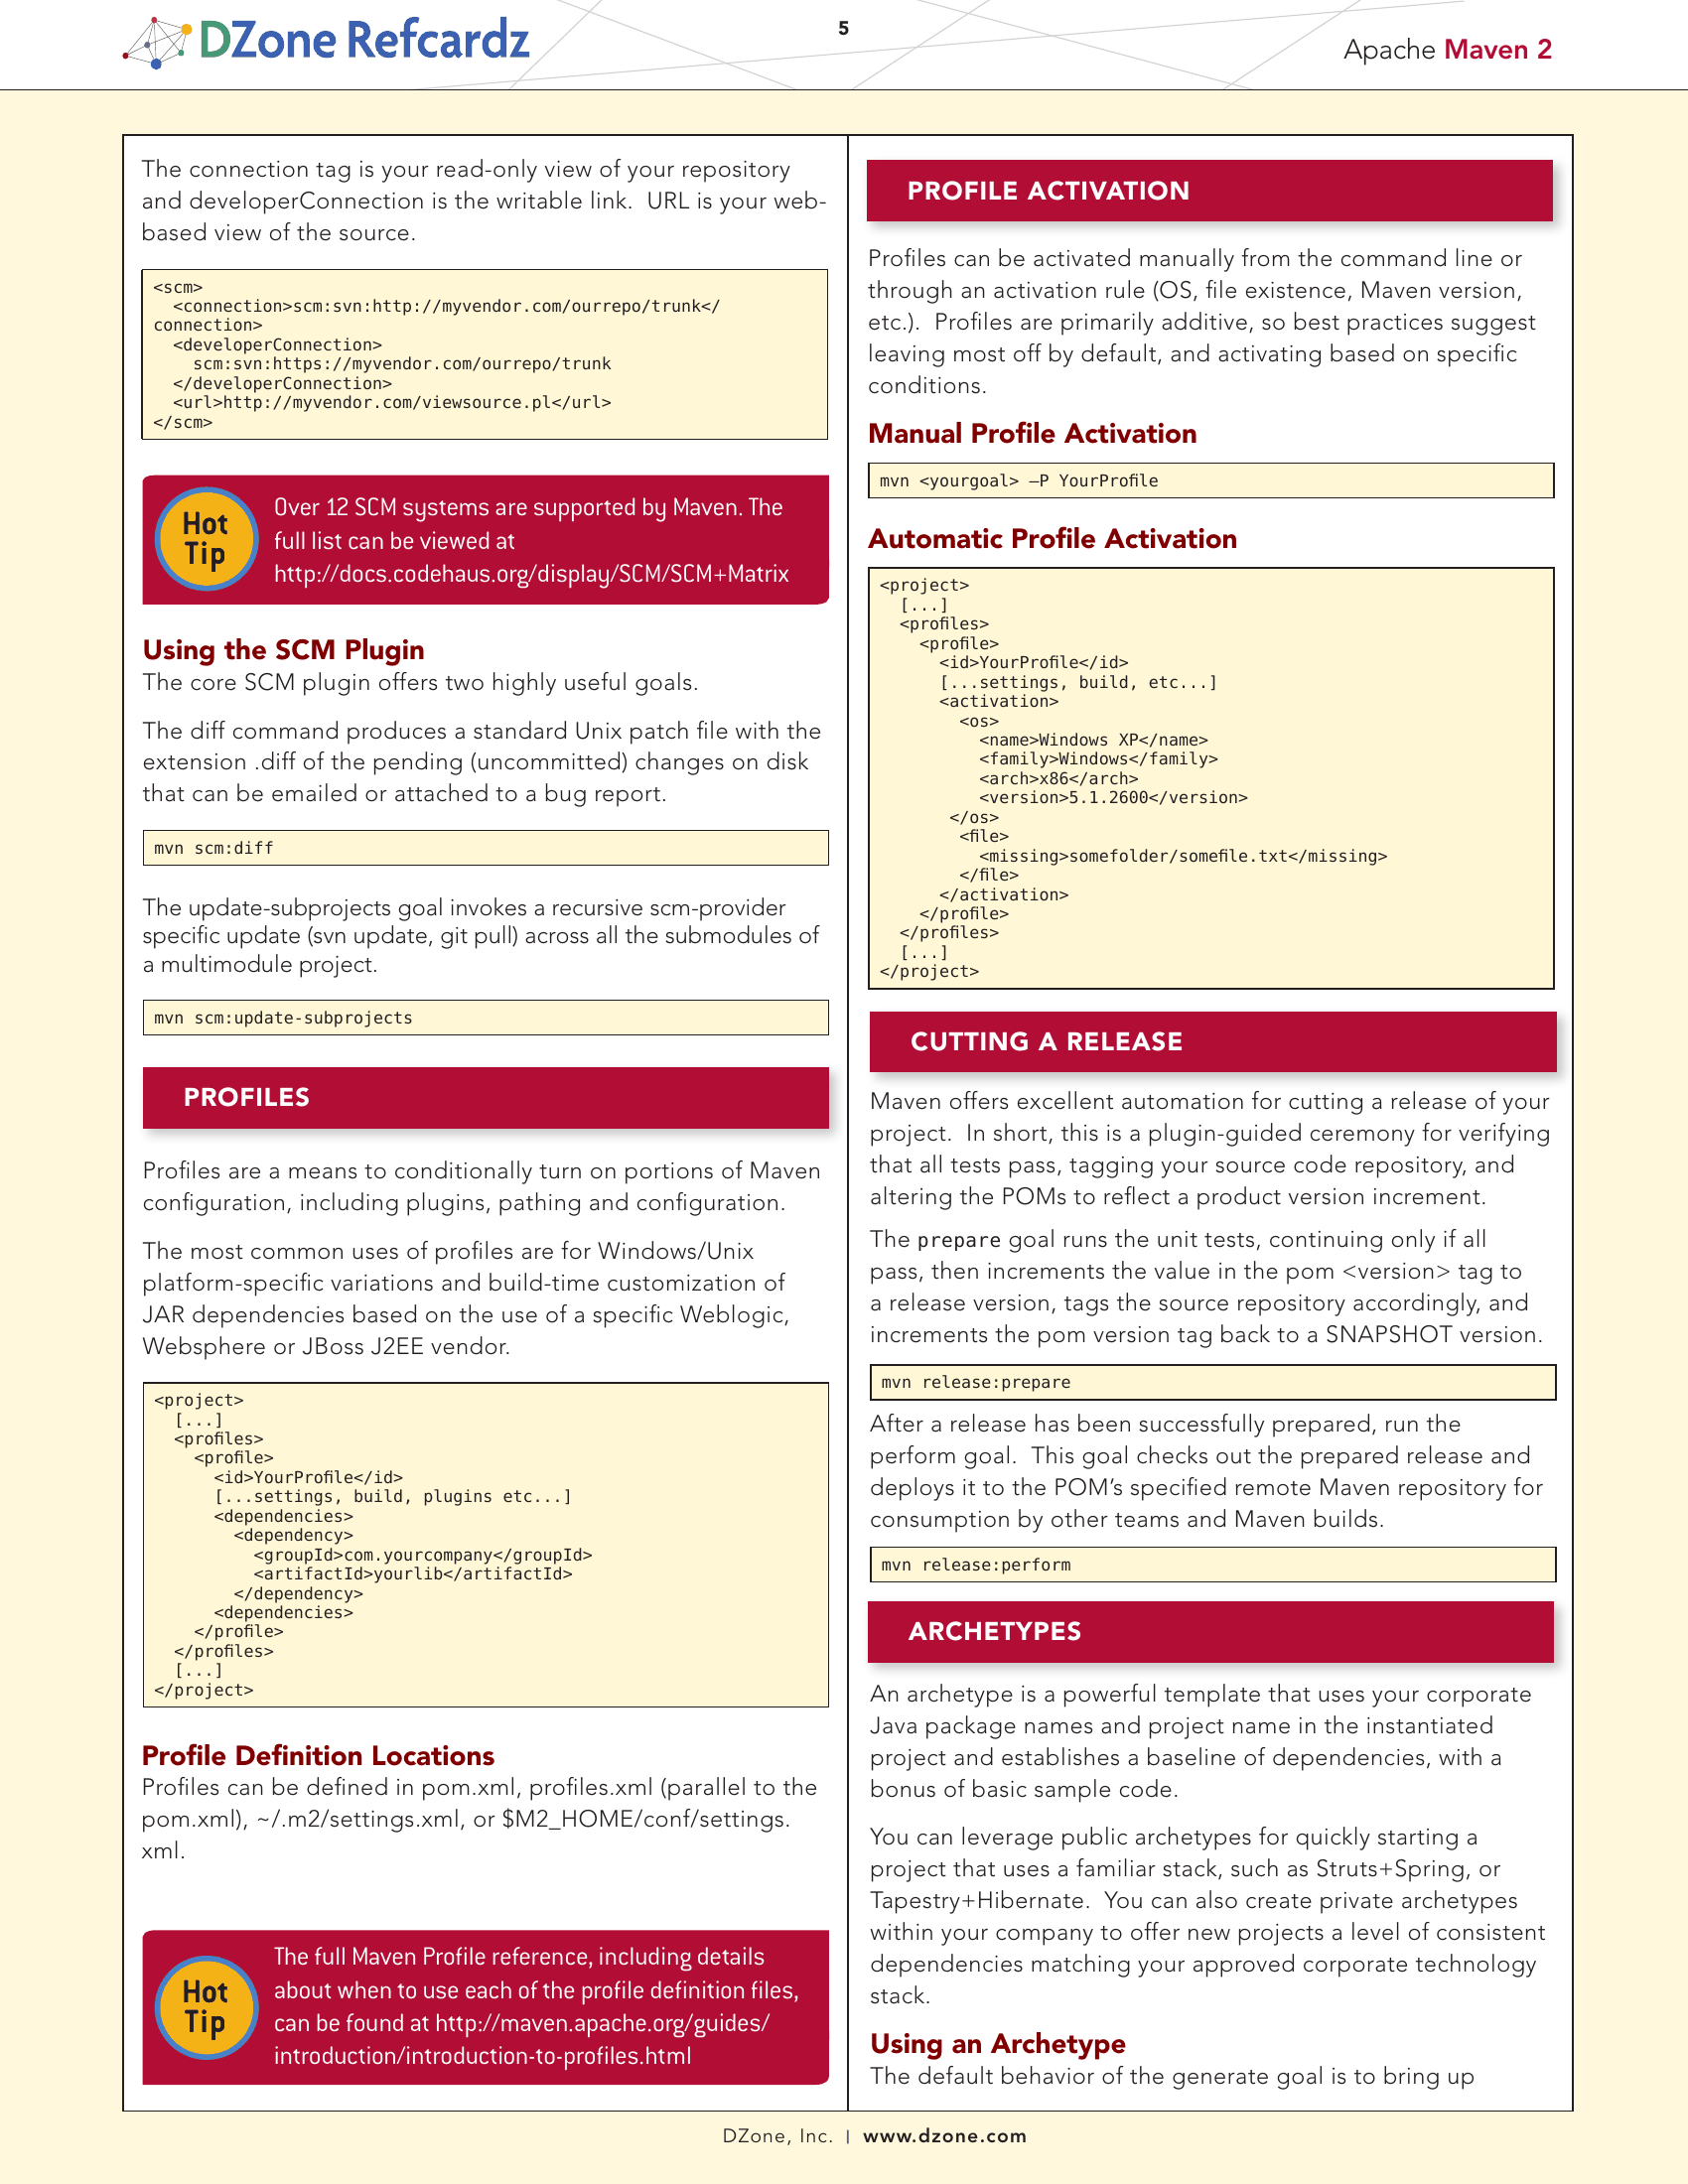 DZone Refcardz
5
Apache Maven 2
The connection tag is your read-only view of your repository
and developerConnection is the writable link.  URL is your web-
based view of the source.
<scm>
  <connection>scm:svn:http://myvendor.com/ourrepo/trunk</
connection>
  <developerConnection>
    scm:svn:https://myvendor.com/ourrepo/trunk
  </developerConnection>
  <url>http://myvendor.com/viewsource.pl</url>
</scm>
Hot
Tip
Over 12 SCM systems are supported by Maven. The
full list can be viewed at
http://docs.codehaus.org/display/SCM/SCM+Matrix
Using the SCM Plugin
The core SCM plugin offers two highly useful goals.
The diff command produces a standard Unix patch file with the
extension .diff of the pending (uncommitted) changes on disk
that can be emailed or attached to a bug report.
mvn scm:diff
The update-subprojects goal invokes a recursive scm-provider
specific update (svn update, git pull) across all the submodules of
a multimodule project.
mvn scm:update-subprojects
PROFILES
Profiles are a means to conditionally turn on portions of Maven
configuration, including plugins, pathing and configuration.
The most common uses of profiles are for Windows/Unix
platform-specific variations and build-time customization of
JAR dependencies based on the use of a specific Weblogic,
Websphere or JBoss J2EE vendor.
<project>
  [...]
  <profiles>
    <profile>
      <id>YourProfile</id>
      [...settings, build, plugins etc...]
      <dependencies>
        <dependency>
          <groupId>com.yourcompany</groupId>
          <artifactId>yourlib</artifactId>
        </dependency>
      <dependencies>
    </profile>
  </profiles>
  [...]
</project>
Profile Definition Locations
Profiles can be defined in pom.xml, profiles.xml (parallel to the
pom.xml), ~/.m2/settings.xml, or $M2_HOME/conf/settings.
xml.
Hot
Tip
The full Maven Profile reference, including details
about when to use each of the profile definition files,
can be found at http://maven.apache.org/guides/
introduction/introduction-to-profiles.html
PROFILE ACTIVATION
Profiles can be activated manually from the command line or
through an activation rule (OS, file existence, Maven version,
etc.).  Profiles are primarily additive, so best practices suggest
leaving most off by default, and activating based on specific
conditions.
Manual Profile Activation
mvn <yourgoal> –P YourProfile
Automatic Profile Activation
<project>
  [...]
  <profiles>
    <profile>
      <id>YourProfile</id>
      [...settings, build, etc...]
      <activation>
        <os>
          <name>Windows XP</name>
          <family>Windows</family>
          <arch>x86</arch>
          <version>5.1.2600</version>
       </os>
        <file>
          <missing>somefolder/somefile.txt</missing>
        </file>
      </activation>
    </profile>
  </profiles>
  [...]
</project>
CUTTING A RELEASE
Maven offers excellent automation for cutting a release of your
project.  In short, this is a plugin-guided ceremony for verifying
that all tests pass, tagging your source code repository, and
altering the POMs to reflect a product version increment.
The prepare goal runs the unit tests, continuing only if all
pass, then increments the value in the pom <version> tag to
a release version, tags the source repository accordingly, and
increments the pom version tag back to a SNAPSHOT version.
mvn release:prepare
After a release has been successfully prepared, run the
perform goal.  This goal checks out the prepared release and
deploys it to the POM’s specified remote Maven repository for
consumption by other teams and Maven builds.
mvn release:perform
ARCHETYPES
An archetype is a powerful template that uses your corporate
Java package names and project name in the instantiated
project and establishes a baseline of dependencies, with a
bonus of basic sample code.
You can leverage public archetypes for quickly starting a
project that uses a familiar stack, such as Struts+Spring, or
Tapestry+Hibernate.  You can also create private archetypes
within your company to offer new projects a level of consistent
dependencies matching your approved corporate technology
stack.
Using an Archetype
The default behavior of the generate goal is to bring up
DZone, Inc. | www.dzone.com